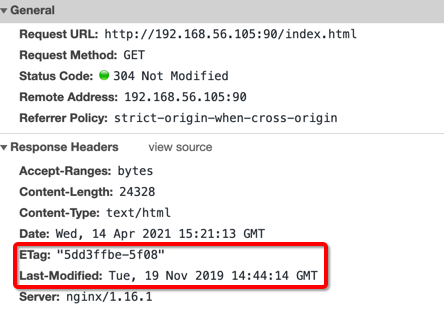 General
Request URL: http://192.168.56.105:90/index.html
Request Method: GET
Status Code: 304 Not Modified
Remote Address: 192.168.56.105:90
Referrer Policy: strict-origin-when-cross-origin
Response Headers view source
Accept-Ranges: bytes
Content-Length: 24328
Content-Type: text/html
Date: Wed, 14 Apr 2021 15:21:13 GMT
ETag: "5dd3ffbe-5f08"
Last-Modified: Tue, 19 Nov 2019 14:44:14 GMT
Server: nginx/1.16.1